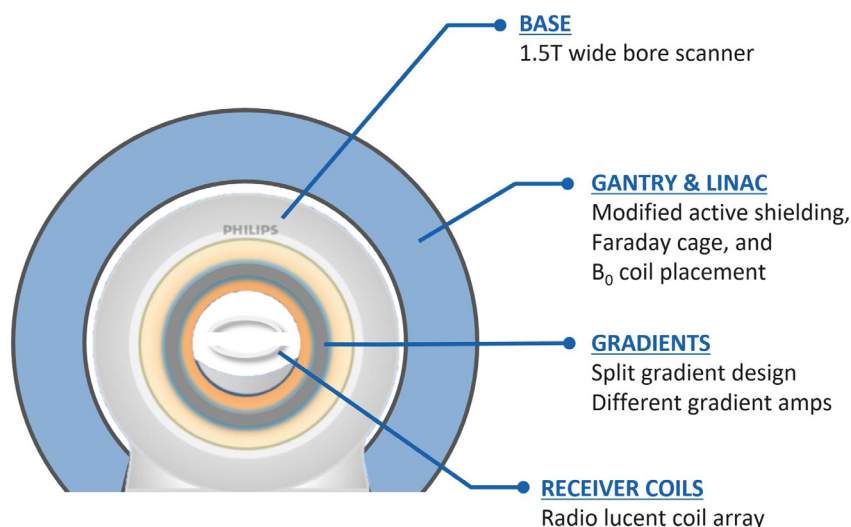 BASE
1.5T wide bore scanner
PHILIPS
GANTRY & LINAC
Modified active shielding,
Faraday cage, and
B₀ coil placement
GRADIENTS
Split gradient design
Different gradient amps
RECEIVER COILS
Radio lucent coil array